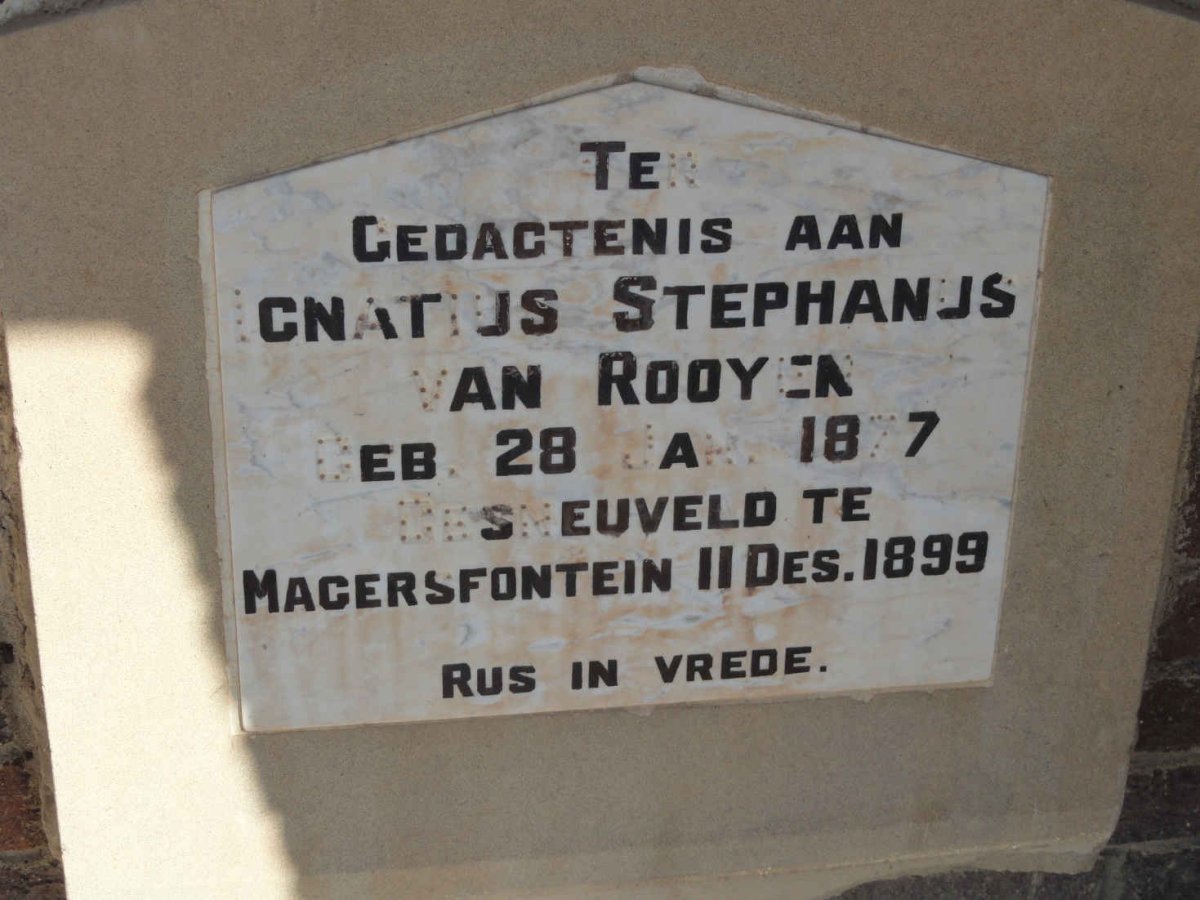 TER
GEDACTENIS AAN
IGNATIUS STEPHANUS
VAN ROOYEN
GEB. 28 JAN. 1877
GESNEUVELD TE
MAGERSFONTEIN 11 DES. 1899
RUS IN VREDE.